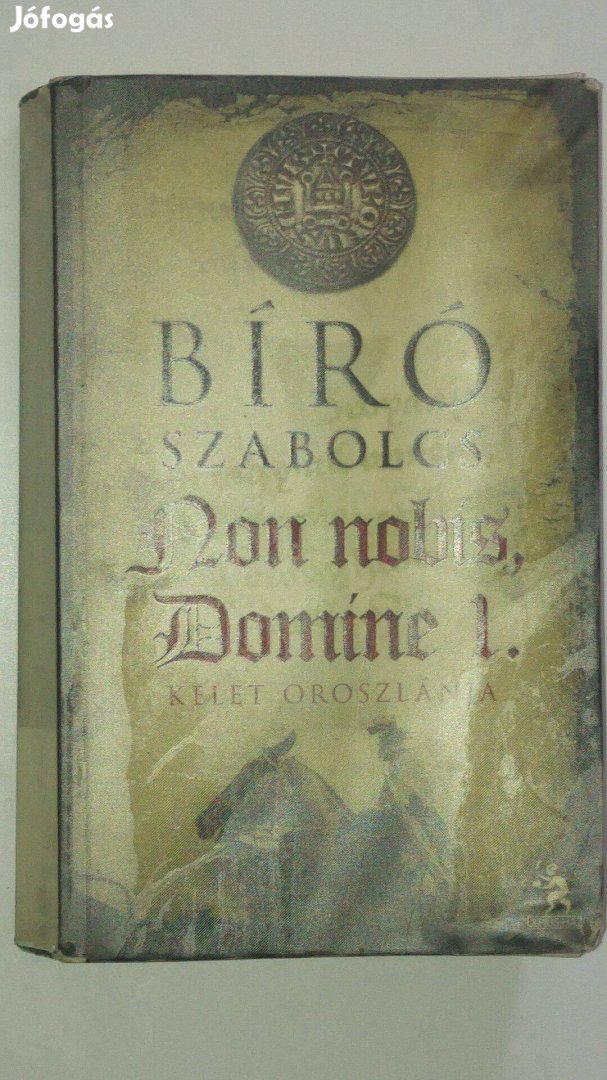 Jófogás
BÍRÓ
SZABOLCS
Non nobis,
Domine 1.
KELET OROSZLÁNJA